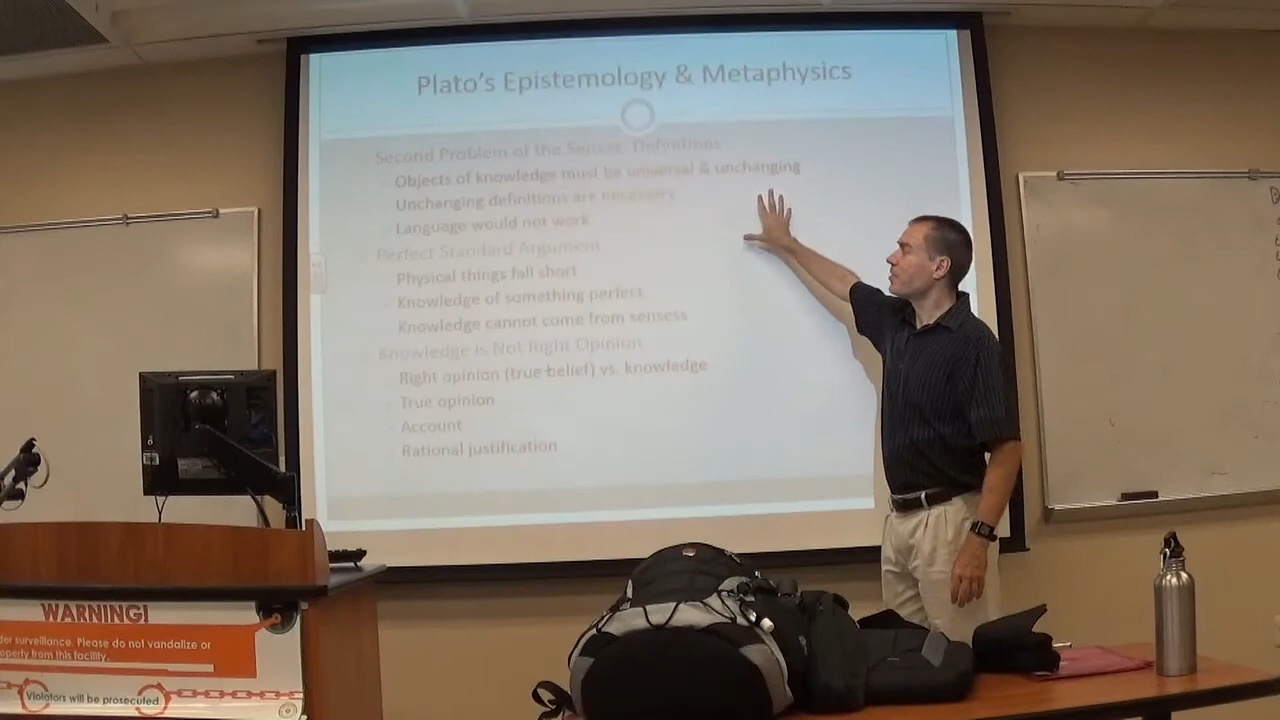 Plato's Epistemology & Metaphysics
Second Problem of the Senses: Definitions
Objects of knowledge must be universal & unchanging
Unchanging definitions are necessary
Language would not work
Perfect Standard Argument
Physical things fall short
Knowledge of something perfect
Knowledge cannot come from sensess
Knowledge is Not Right Opinion
Right opinion (true belief) vs. knowledge
True opinion
Account
Rational justification
WARNING!
der surveillance. Please do not vandalize or
operty from this facility.
Violators will be prosecuted.